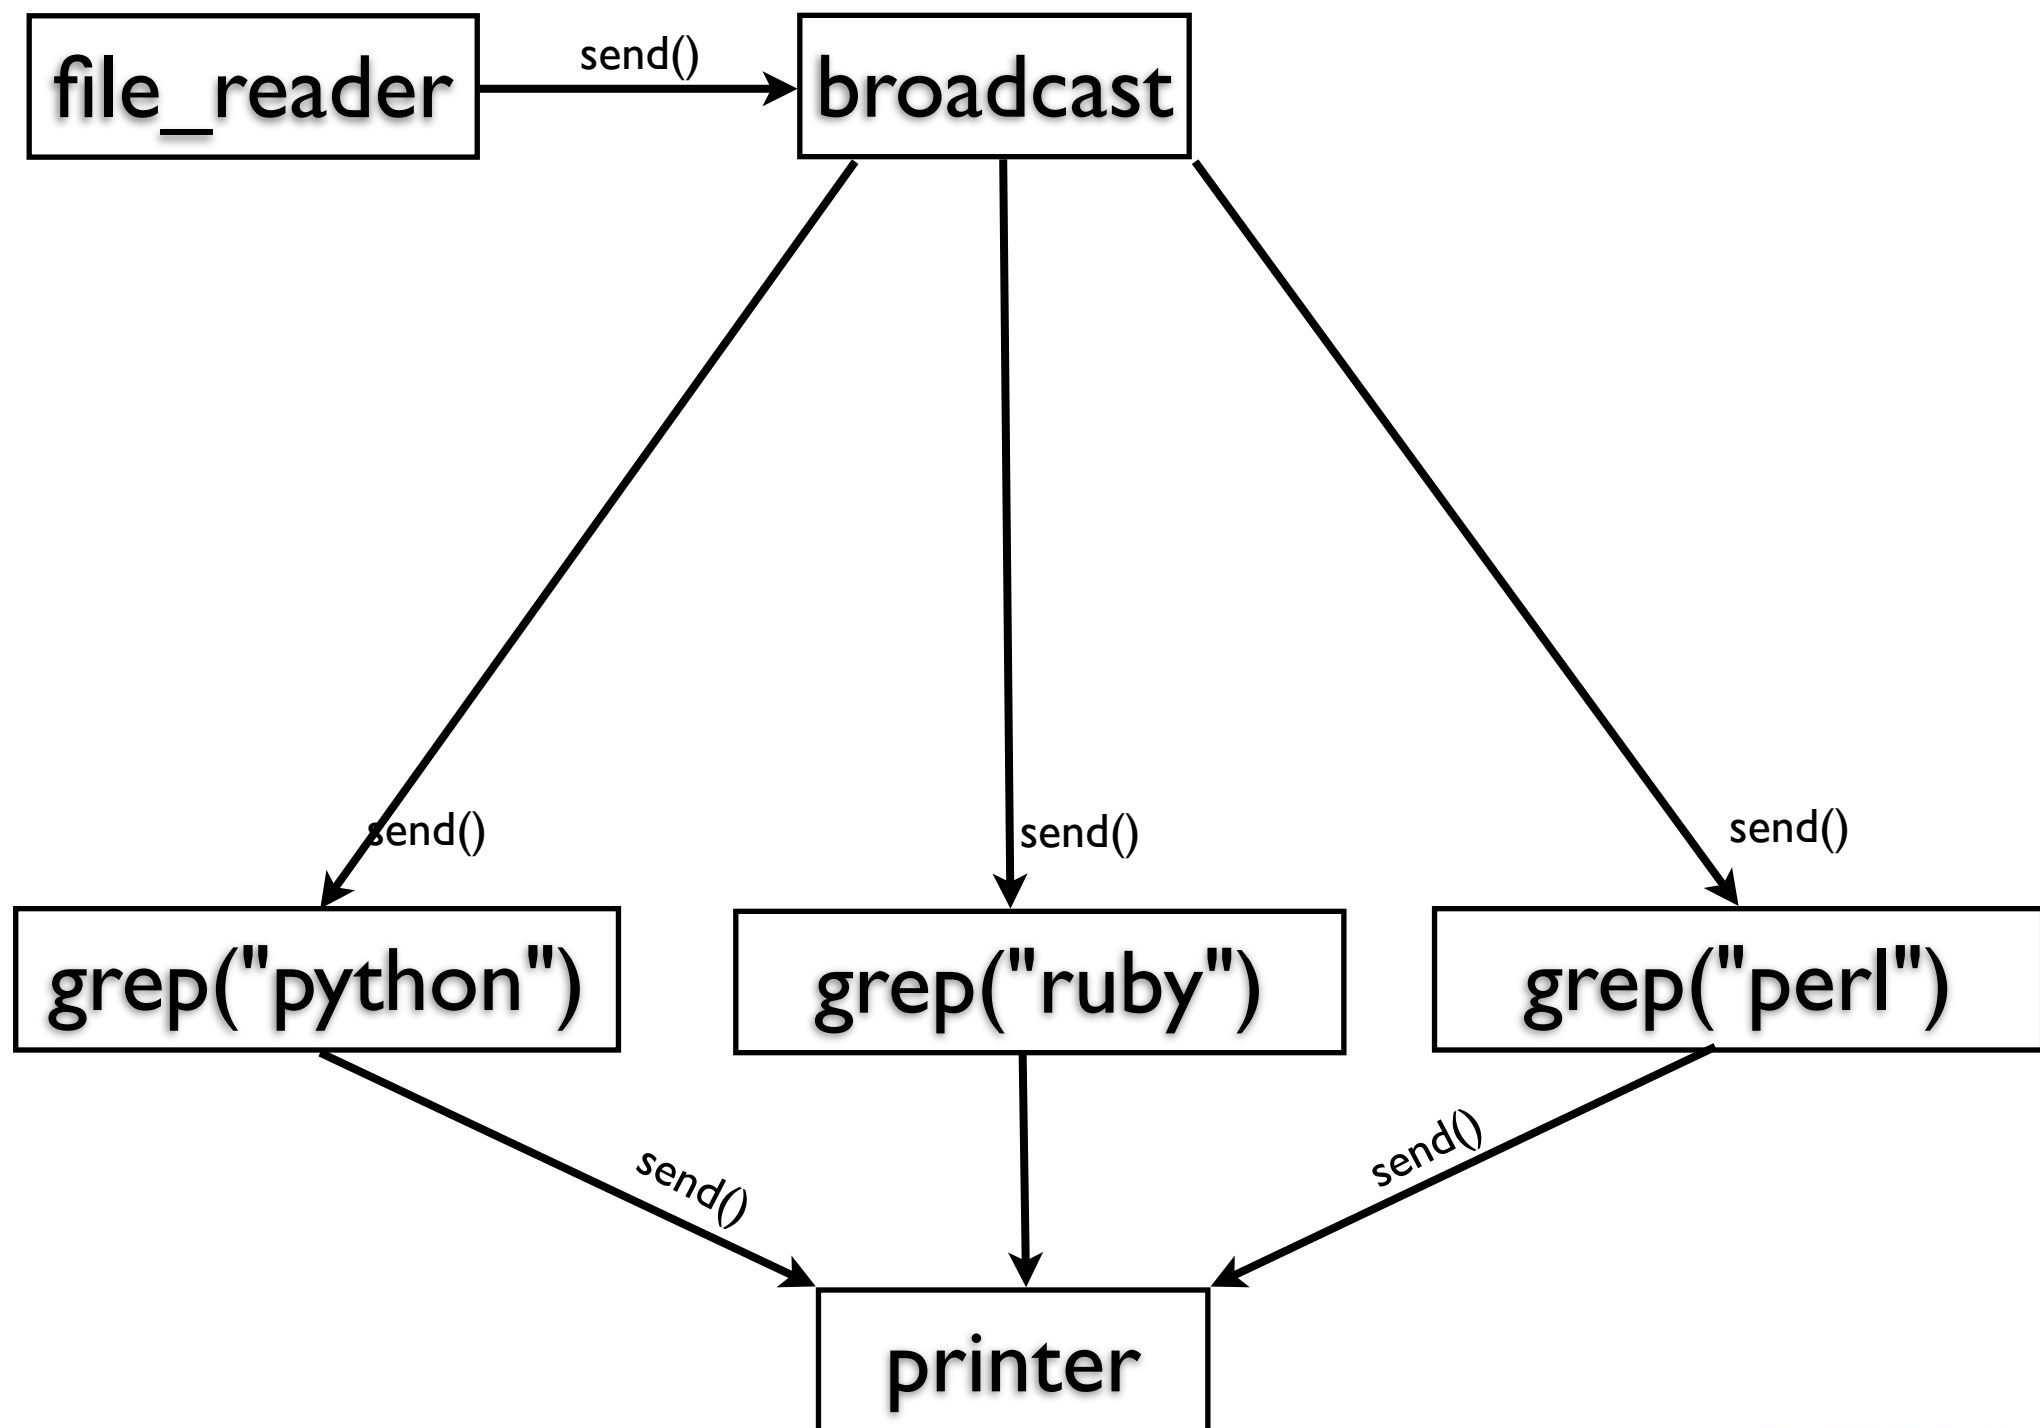 file_reader
send()
broadcast
send()
send()
send()
grep("python")
grep("ruby")
grep("perl")
send()
send()
printer